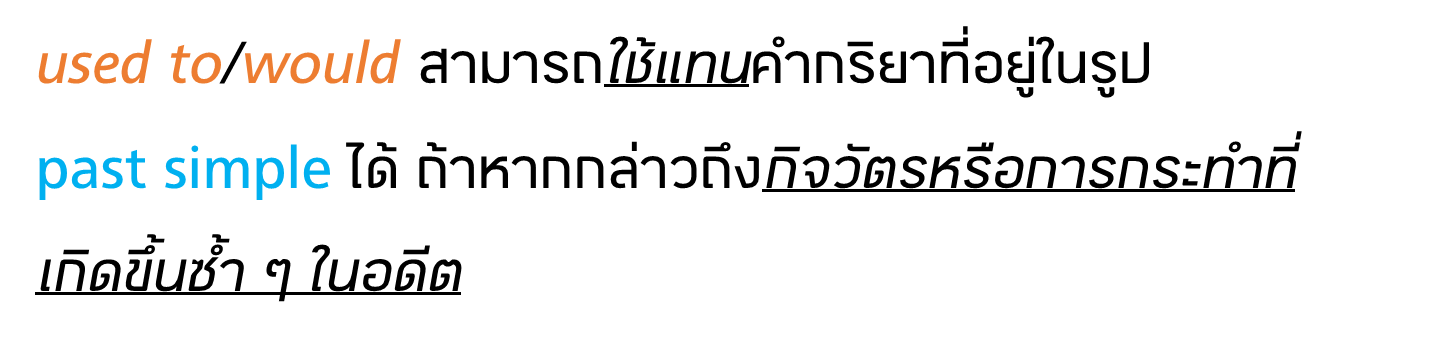 used to/would สามารถใช้แทนคำกริยาที่อยู่ในรูป
past simple ได้ ถ้าหากกล่าวถึงกิจวัตรหรือการกระทำที่
เกิดขึ้นซ้ำ ๆ ในอดีต